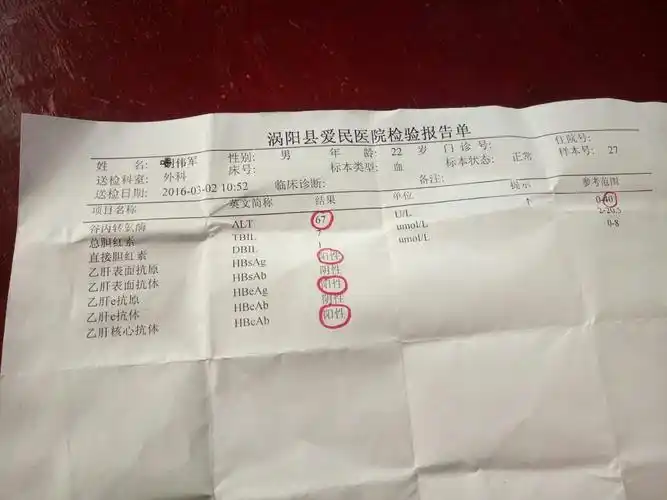 涡阳县爱民医院检验报告单
姓 名: 伟军 性别: 男 年 龄: 22 岁 门 诊 号: 住院号:
送检科室: 外科 床号: 标本类型: 血 标本状态: 正常 样本号: 27
送检日期: 2016-03-02 10:52 临床诊断: 备注:
项目名称 英文简称 结果 单位 提示 参考范围
谷丙转氨酶 ALT 67 U/L ↑ 0-40
总胆红素 TBIL 7 umol/L 2-20.5
直接胆红素 DBIL 1 umol/L 0-8
乙肝表面抗原 HBsAg 阳性
乙肝表面抗体 HBsAb 阴性
乙肝e抗原 HBeAg 阳性
乙肝e抗体 HBeAb 阴性
乙肝核心抗体 HBcAb 阳性